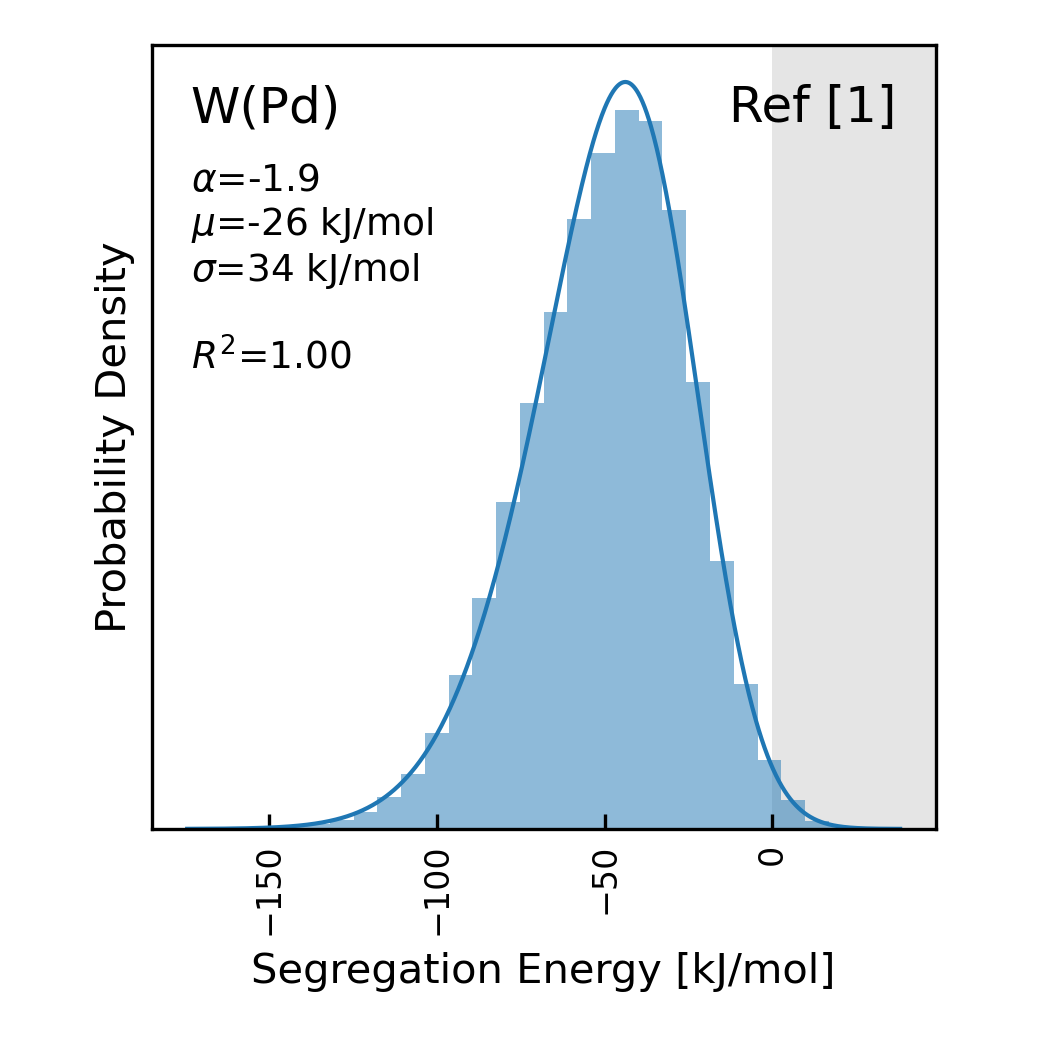 W(Pd)
Ref [1]
α=-1.9
μ=-26 kJ/mol
σ=34 kJ/mol
R²=1.00
Probability Density
−150
−100
−50
0
Segregation Energy [kJ/mol]